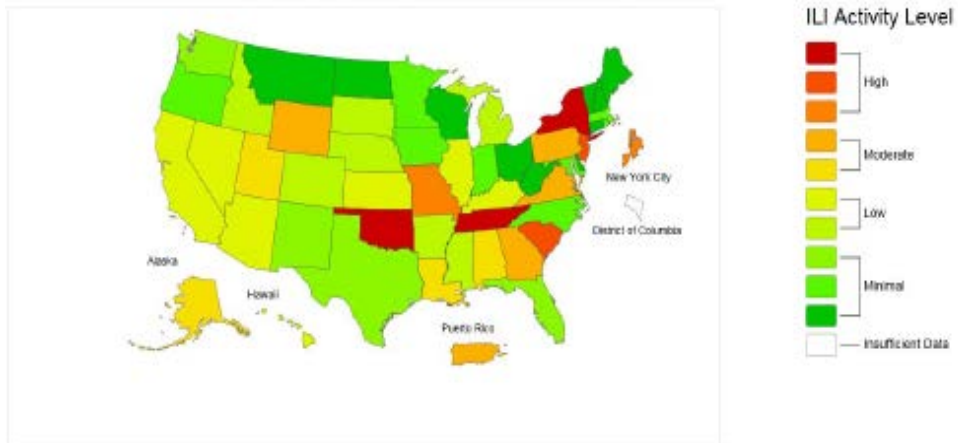 ILI Activity Level
High
Moderate
New York City
Low
District of Columbia
Alaska
Hawaii
Minimal
Puerto Rico
Insufficient Data